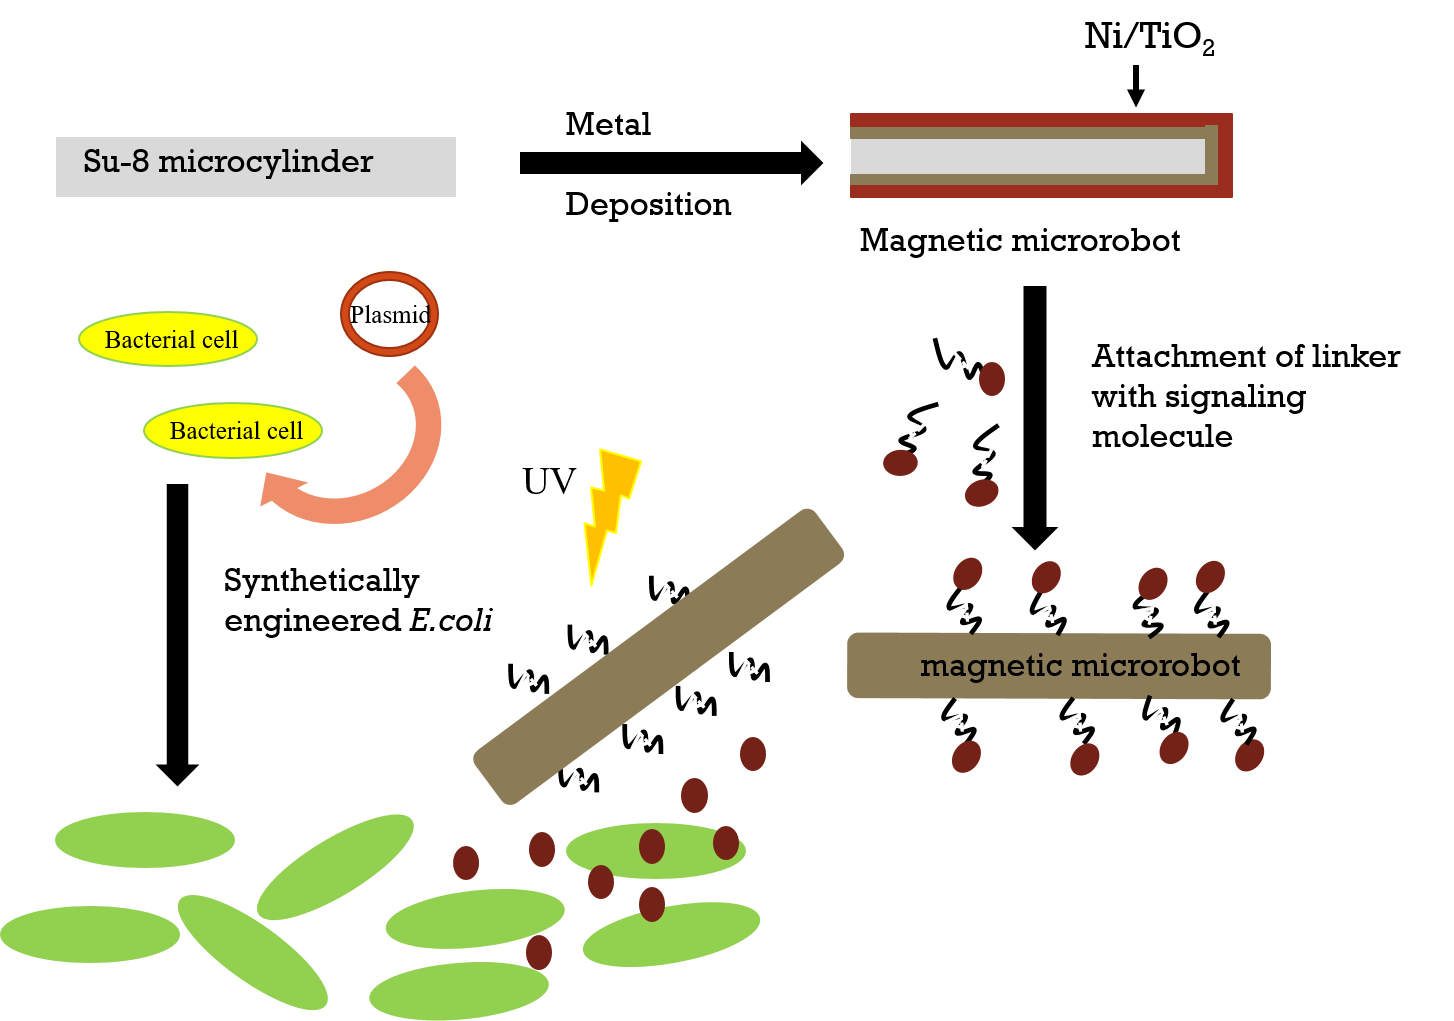 Ni/TiO₂
Metal
Su-8 microcylinder
Deposition
Magnetic microrobot
Plasmid
Bacterial cell
Attachment of linker
with signaling
molecule
Bacterial cell
UV
Synthetically
engineered E.coli
magnetic microrobot